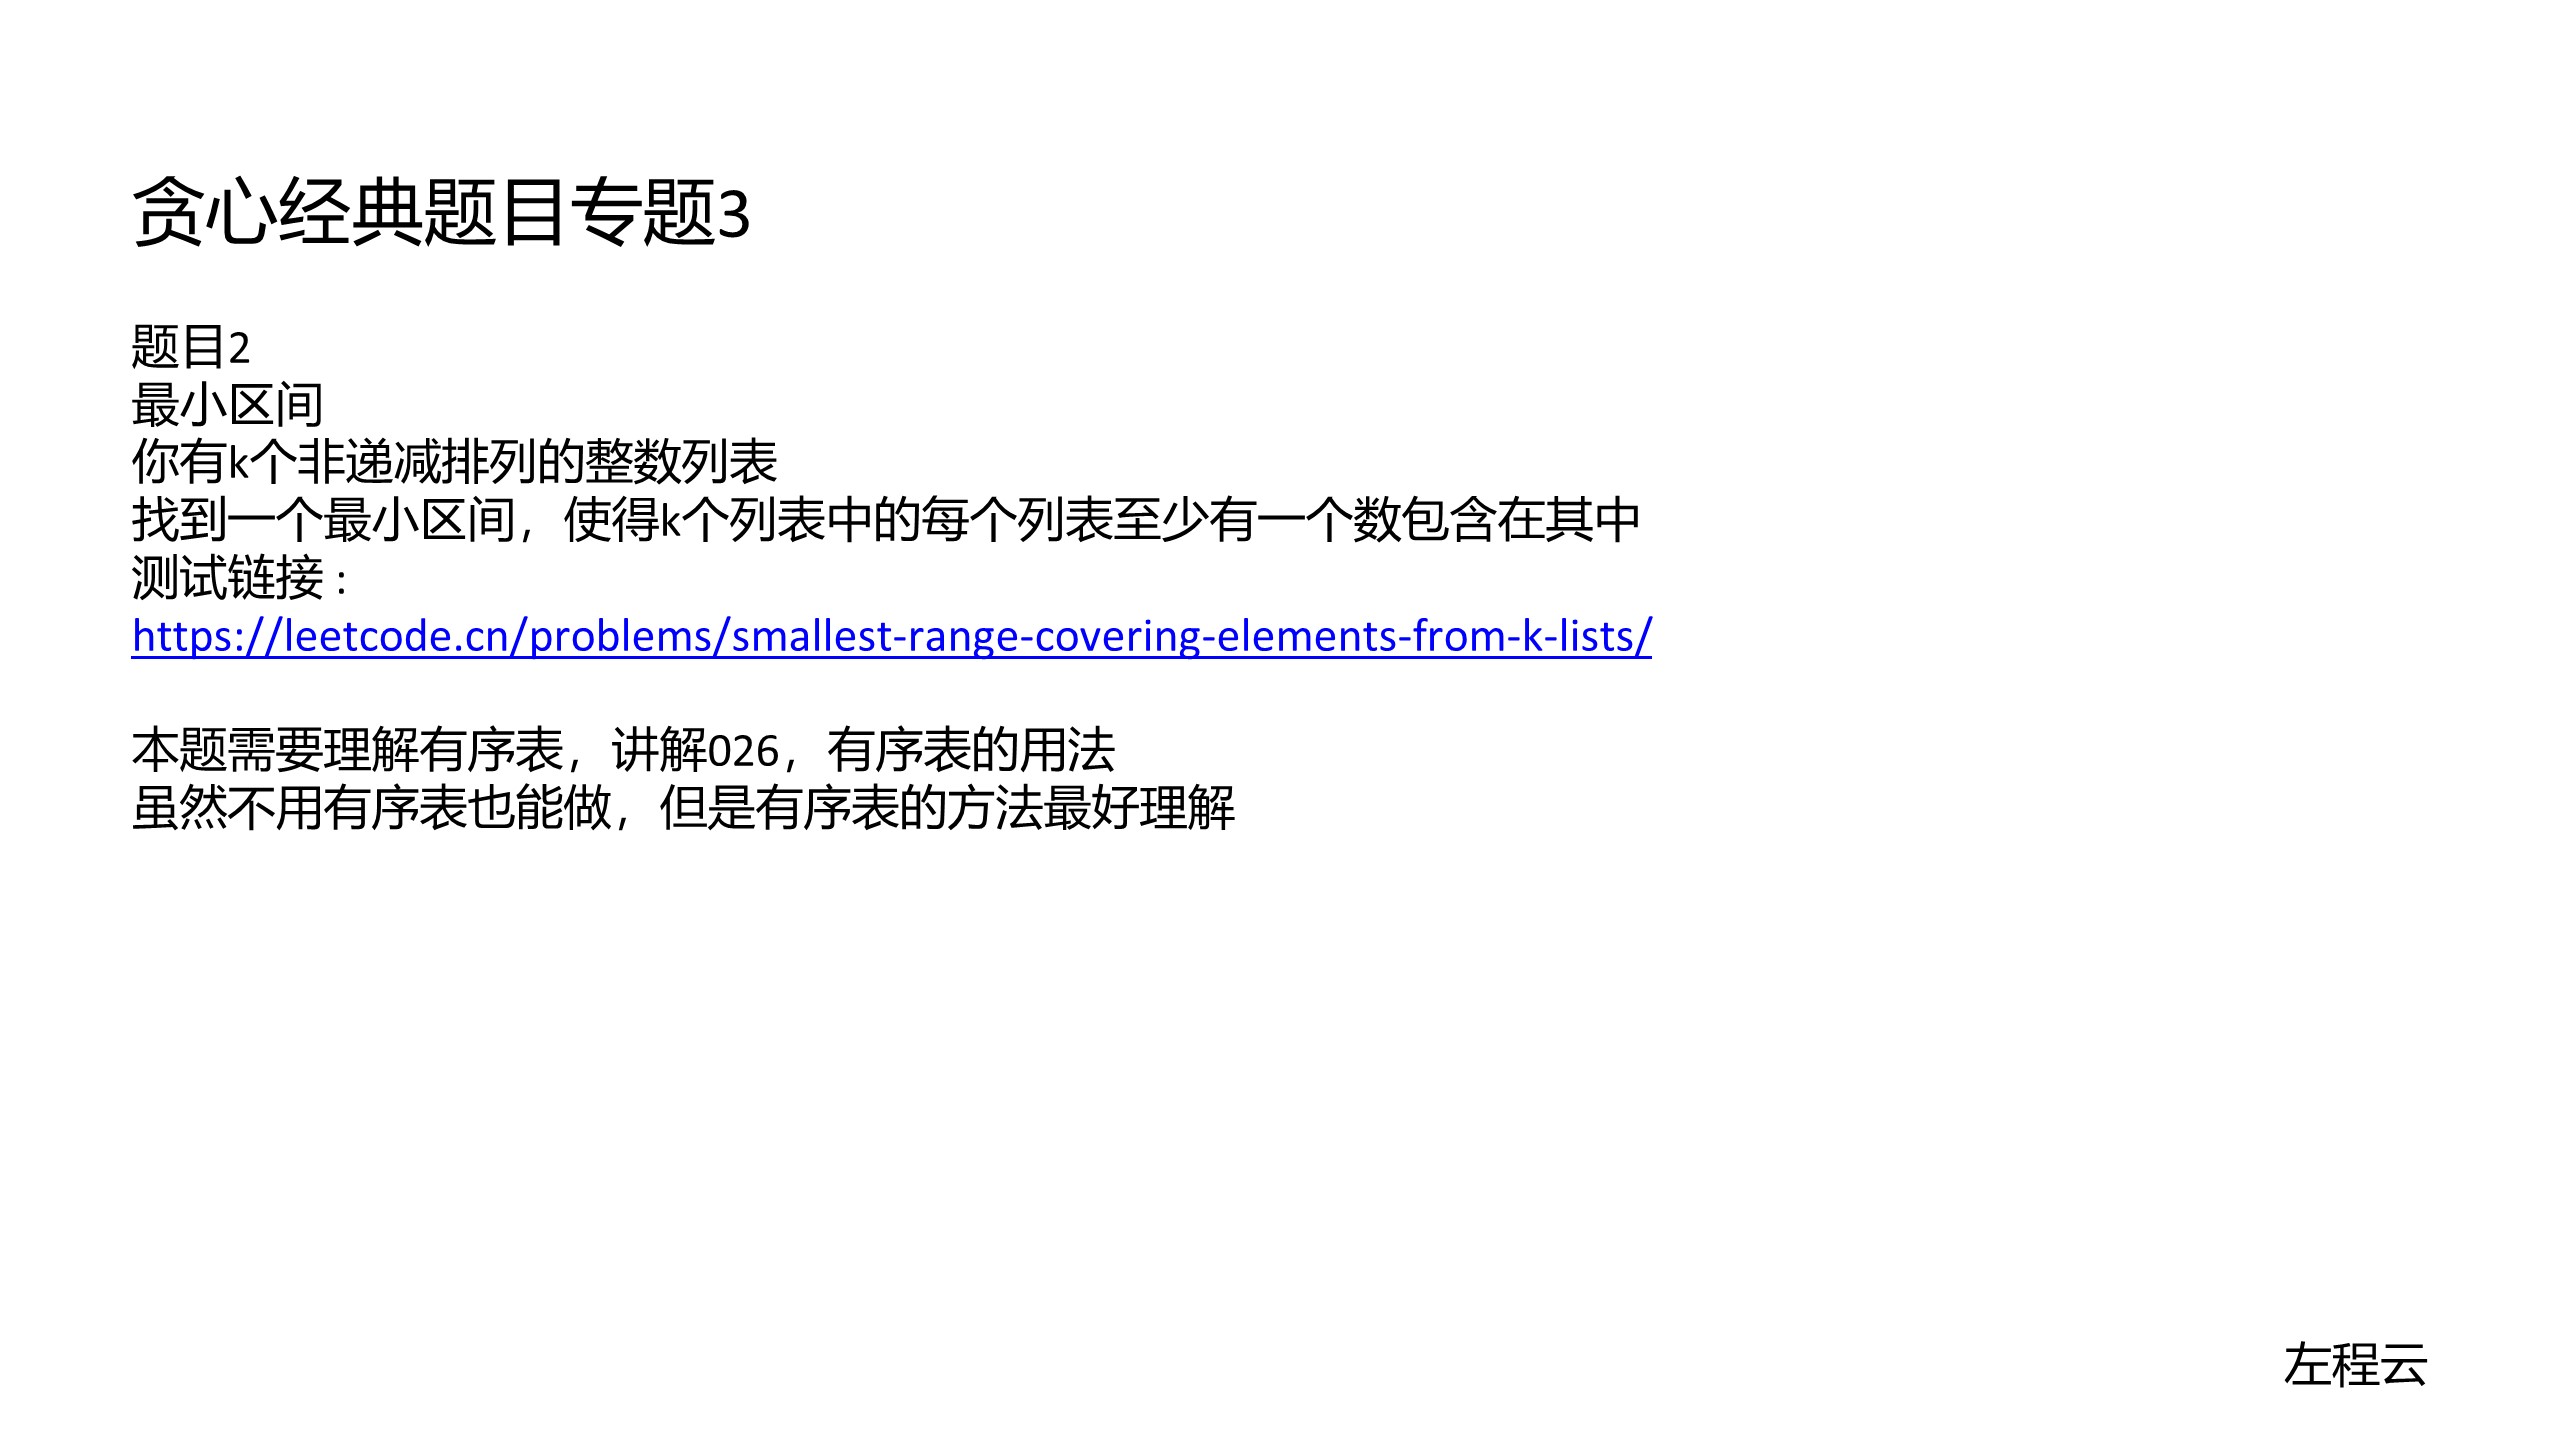 贪心经典题目专题3
题目2
最小区间
你有k个非递减排列的整数列表
找到一个最小区间，使得k个列表中的每个列表至少有一个数包含在其中
测试链接 :
https://leetcode.cn/problems/smallest-range-covering-elements-from-k-lists/
本题需要理解有序表，讲解026，有序表的用法
虽然不用有序表也能做，但是有序表的方法最好理解
左程云